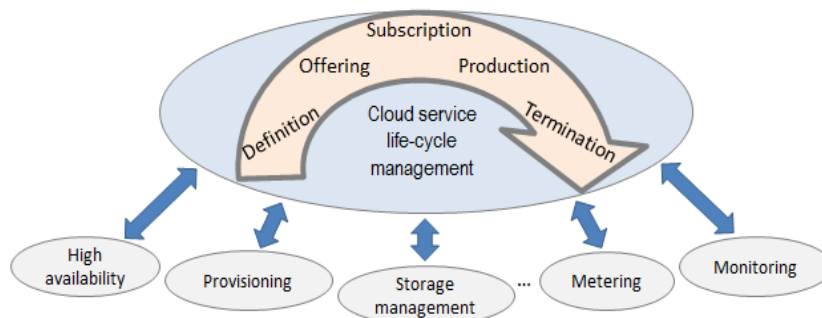 Subscription
Offering
Production
Definition
Termination
Cloud service
life-cycle
management
High
availability
Provisioning
Storage
management
...
Metering
Monitoring